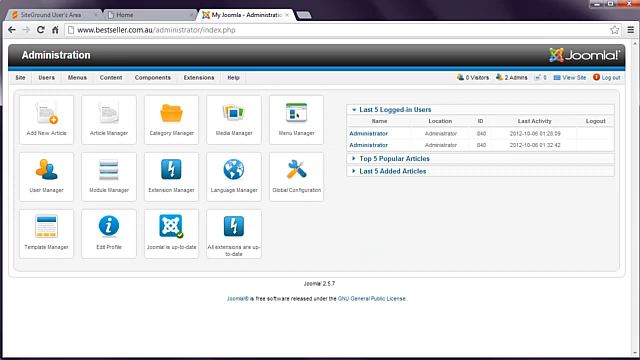 SiteGround User's Area
Home
My Joomla! - Administratio
www.bestseller.com.au/administrator/index.php
Administration
Joomla!
Site Users Menus Content Components Extensions Help
0 Visitors 2 Admins 0 View Site Log out
Add New Article
Article Manager
Category Manager
Media Manager
Menu Manager
User Manager
Module Manager
Extension Manager
Language Manager
Global Configuration
Template Manager
Edit Profile
Joomla! is up-to-date
All extensions are up-
to-date
Last 5 Logged-in Users
Name Location ID Last Activity Logout
Administrator Administrator 840 2012-10-06 01:28:09
Administrator Administrator 840 2012-10-06 01:32:42
Top 5 Popular Articles
Last 5 Added Articles
Joomla! 2.5.7
Joomla!® is free software released under the GNU General Public License.